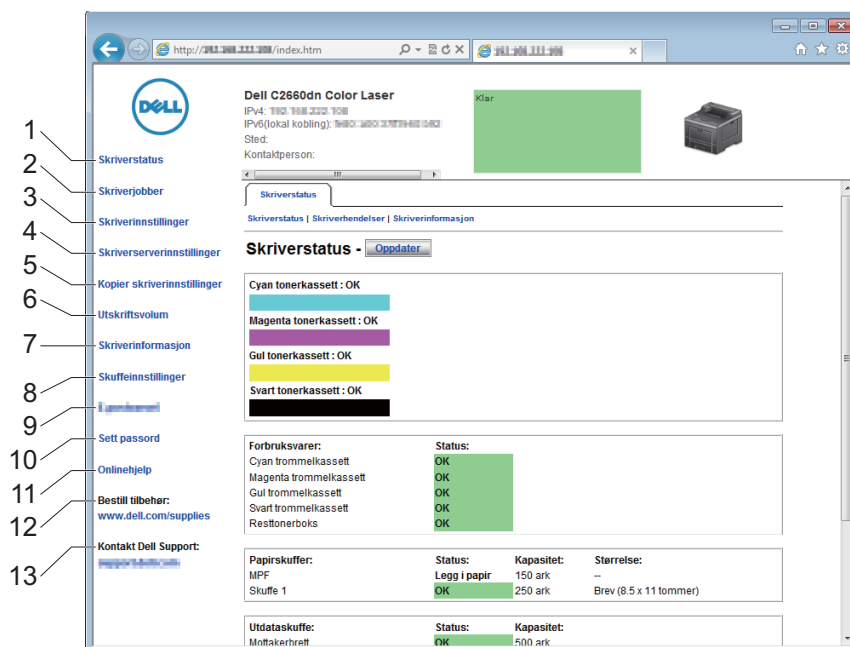 http:// /index.htm
DELL
Dell C2660dn Color Laser
IPv4:
IPv6(lokal kobling):
Sted:
Kontaktperson:
Klar
1
2
3
4
5
6
7
8
9
10
11
12
13
Skriverstatus
Skriverjobber
Skriverinnstillinger
Skriverserverinnstillinger
Kopier skriverinnstillinger
Utskriftsvolum
Skriverinformasjon
Skuffeinnstillinger
Sett passord
Onlinehjelp
Bestill tilbehør:
www.dell.com/supplies
Kontakt Dell Support:
Skriverstatus
Skriverstatus | Skriverhendelser | Skriverinformasjon
Skriverstatus - Oppdater
Cyan tonerkassett : OK
Magenta tonerkassett : OK
Gul tonerkassett : OK
Svart tonerkassett : OK
Forbruksvarer: Status:
Cyan trommelkassett OK
Magenta trommelkassett OK
Gul trommelkassett OK
Svart trommelkassett OK
Resttonerboks OK
Papirskuffer: Status: Kapasitet: Størrelse:
MPF Legg i papir 150 ark --
Skuffe 1 OK 250 ark Brev (8.5 x 11 tommer)
Utdataskuffe: Status: Kapasitet:
Mottakerbrett OK 500 ark